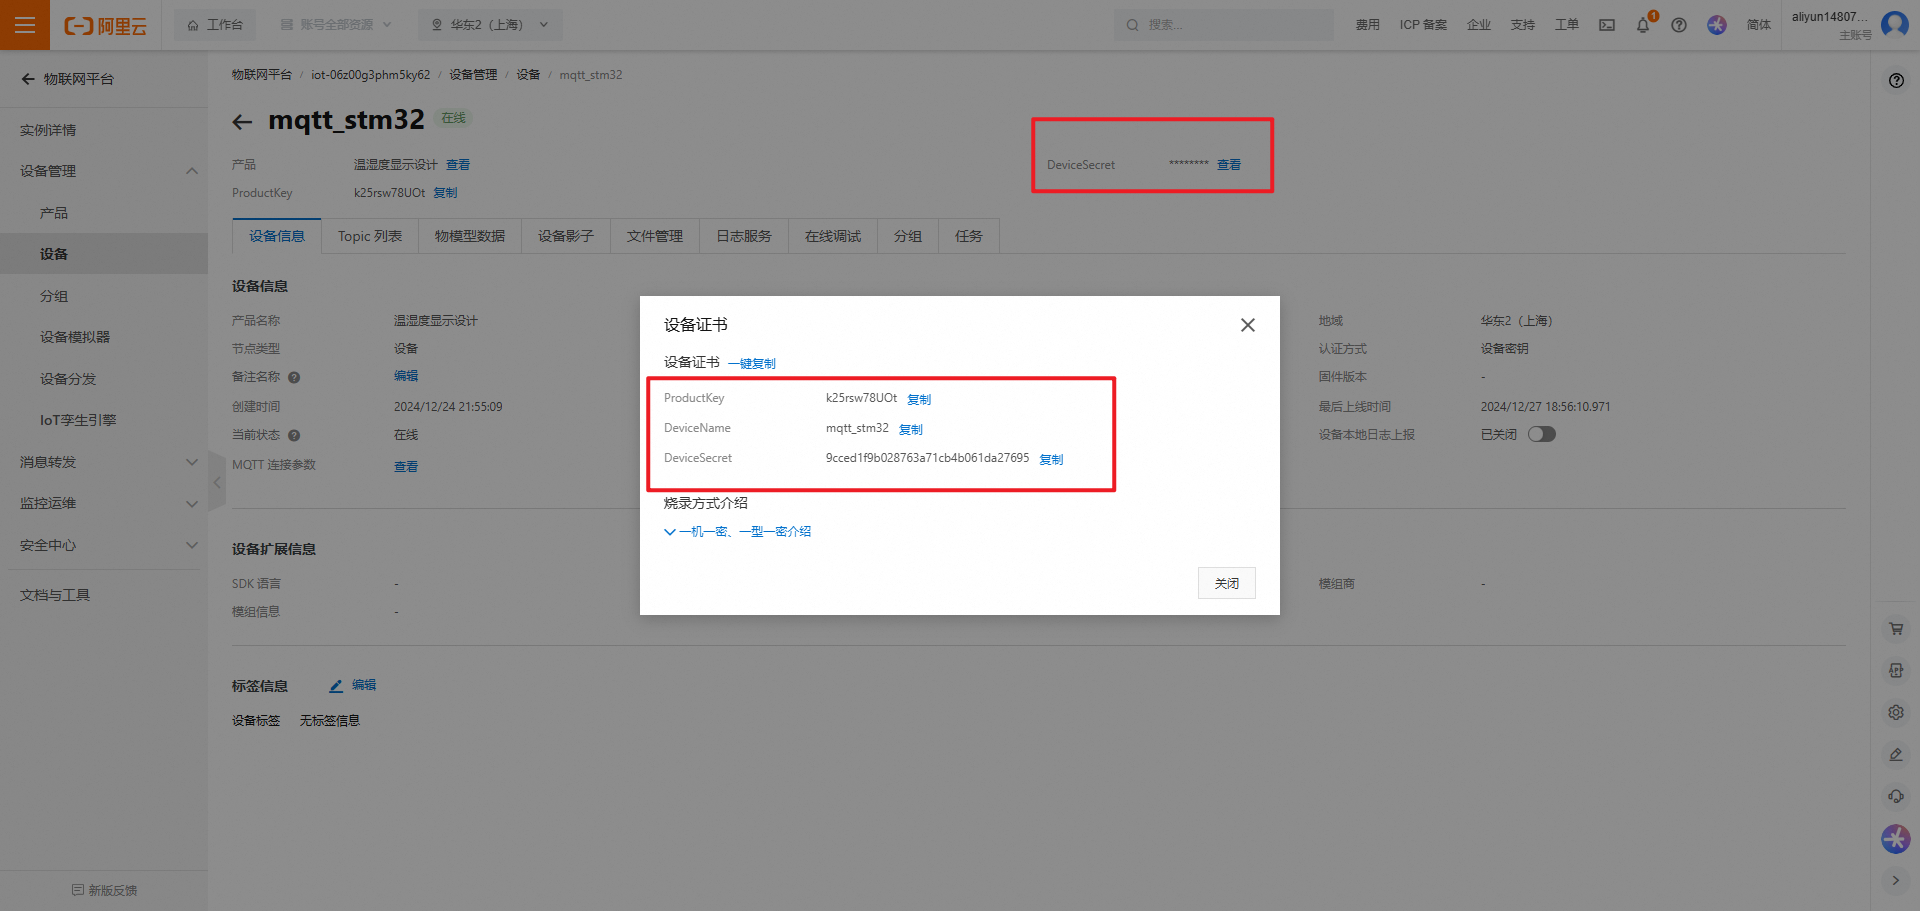 阿里云
工作台
账号全部资源
华东2（上海）
搜索...
费用
ICP 备案
企业
支持
工单
1
简体
aliyun14807...
主账号
物联网平台
实例详情
设备管理
产品
设备
分组
设备模拟器
设备分发
IoT孪生引擎
消息转发
监控运维
安全中心
文档与工具
新版反馈
物联网平台 / iot-06z00g3phm5ky62 / 设备管理 / 设备 / mqtt_stm32
mqtt_stm32 在线
产品 温湿度显示设计 查看
DeviceSecret ******** 查看
ProductKey k25rsw78UOt 复制
设备信息 Topic 列表 物模型数据 设备影子 文件管理 日志服务 在线调试 分组 任务
设备信息
产品名称 温湿度显示设计
地域 华东2（上海）
节点类型 设备
认证方式 设备密钥
备注名称 编辑
固件版本 -
创建时间 2024/12/24 21:55:09
最后上线时间 2024/12/27 18:56:10.971
当前状态 在线
设备本地日志上报 已关闭
MQTT 连接参数 查看
设备证书
设备证书 一键复制
ProductKey k25rsw78UOt 复制
DeviceName mqtt_stm32 复制
DeviceSecret 9cced1f9b028763a71cb4b061da27695 复制
烧录方式介绍
一机一密、一型一密介绍
关闭
设备扩展信息
SDK 语言 -
模组商 -
模组信息 -
标签信息 编辑
设备标签 无标签信息